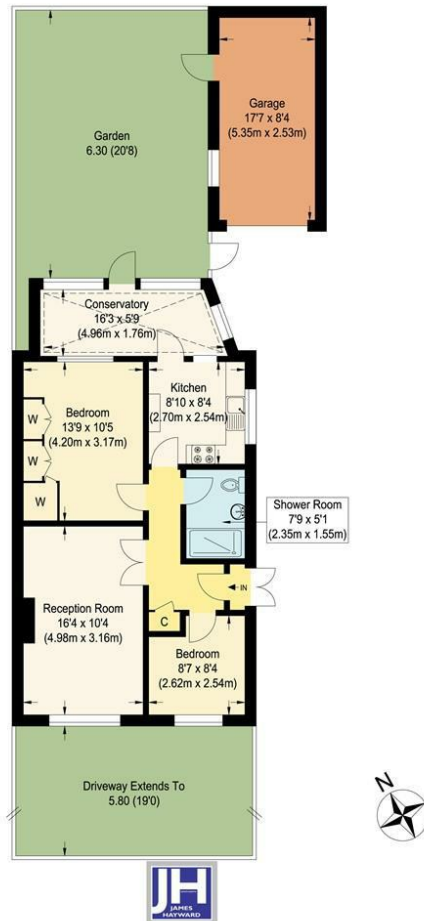 Garage
17'7 x 8'4
(5.35m x 2.53m)
Garden
6.30 (20'8)
Conservatory
16'3 x 5'9
(4.96m x 1.76m)
Kitchen
8'10 x 8'4
(2.70m x 2.54m)
Bedroom
13'9 x 10'5
(4.20m x 3.17m)
W
W
W
Shower Room
7'9 x 5'1
(2.35m x 1.55m)
IN
Reception Room
16'4 x 10'4
(4.98m x 3.16m)
C
Bedroom
8'7 x 8'4
(2.62m x 2.54m)
Driveway Extends To
5.80 (19'0)
N
JH
JAMES
HAYWARD